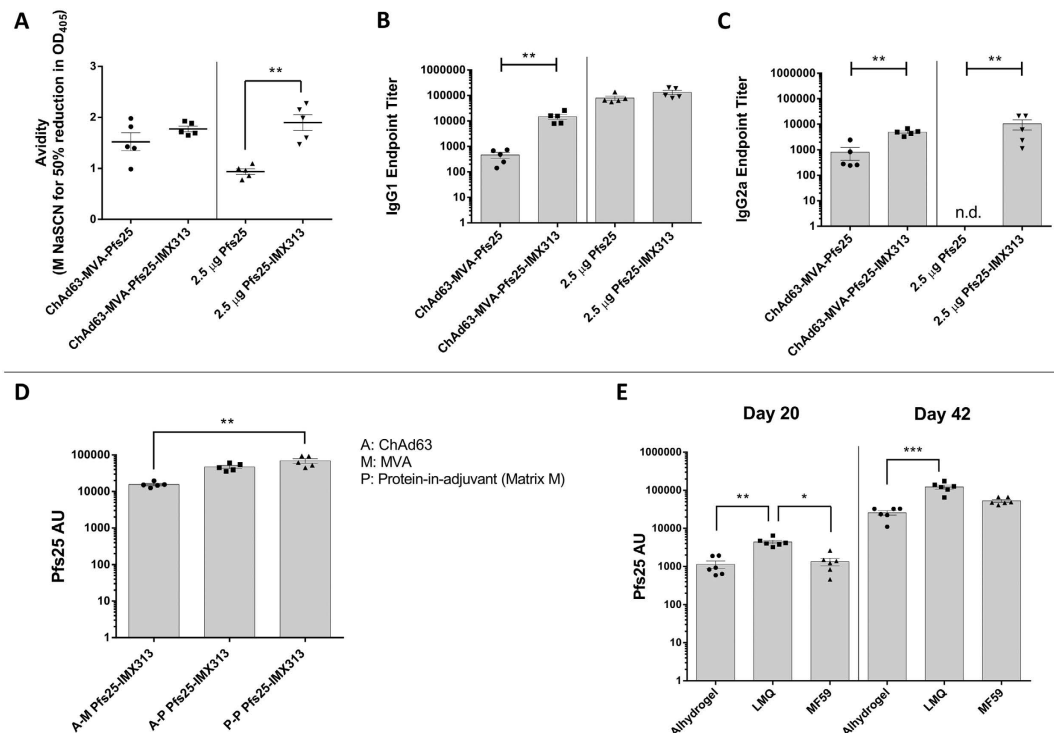 A
Avidity
(M NaSCN for 50% reduction in OD405)
3
2
1
0
**
ChAd63-MVA-Pfs25
ChAd63-MVA-Pfs25-IMX313
2.5 μg Pfs25
2.5 μg Pfs25-IMX313
B
IgG1 Endpoint Titer
1000000
100000
10000
1000
100
10
1
**
ChAd63-MVA-Pfs25
ChAd63-MVA-Pfs25-IMX313
2.5 μg Pfs25
2.5 μg Pfs25-IMX313
C
IgG2a Endpoint Titer
1000000
100000
10000
1000
100
10
1
**
**
n.d.
ChAd63-MVA-Pfs25
ChAd63-MVA-Pfs25-IMX313
2.5 μg Pfs25
2.5 μg Pfs25-IMX313
D
Pfs25 AU
100000
10000
1000
100
10
1
**
A-M Pfs25-IMX313
A-P Pfs25-IMX313
P-P Pfs25-IMX313
A: ChAd63
M: MVA
P: Protein-in-adjuvant (Matrix M)
E
Day 20
Day 42
Pfs25 AU
1000000
100000
10000
1000
100
10
1
**
*
***
Alhydrogel
LMQ
MF59
Alhydrogel
LMQ
MF59